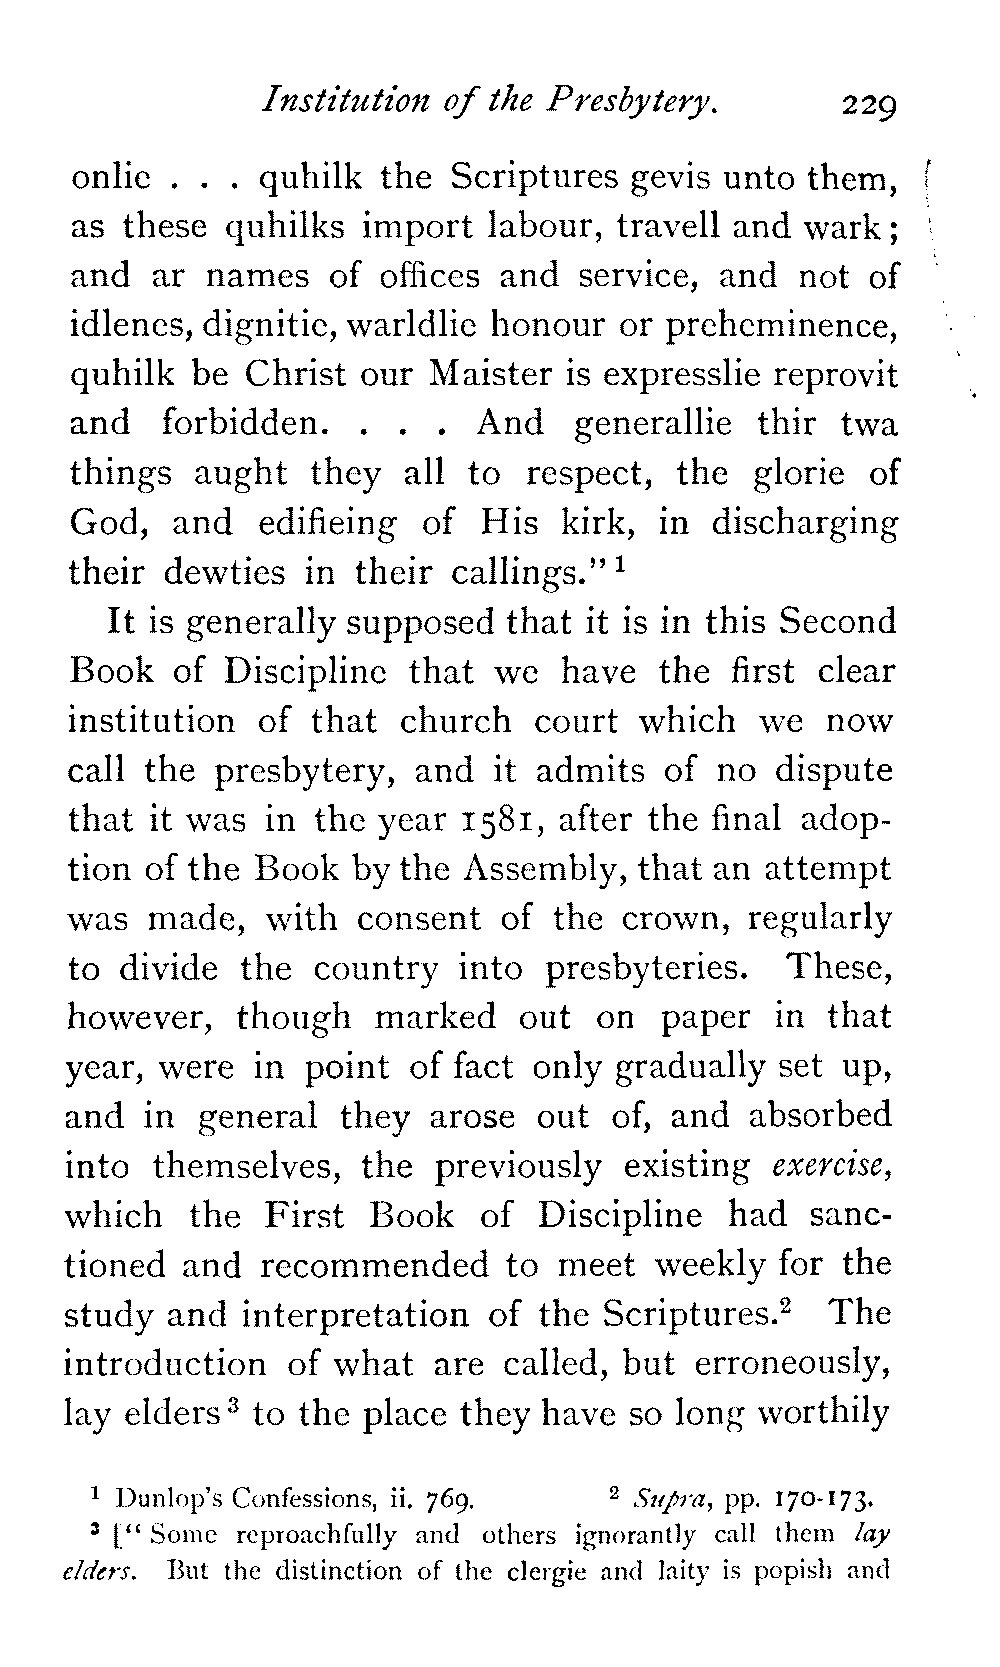 Institution of the Presbytery. 229
onlie . . . quhilk the Scriptures gevis unto them,
as these quhilks import labour, travell and wark;
and ar names of offices and service, and not of
idlenes, dignitie, warldlie honour or preheminence,
quhilk be Christ our Maister is expresslie reprovit
and forbidden. . . . And generallie thir twa
things aught they all to respect, the glorie of
God, and edifieing of His kirk, in discharging
their dewties in their callings." ¹
It is generally supposed that it is in this Second
Book of Discipline that we have the first clear
institution of that church court which we now
call the presbytery, and it admits of no dispute
that it was in the year 1581, after the final adop-
tion of the Book by the Assembly, that an attempt
was made, with consent of the crown, regularly
to divide the country into presbyteries. These,
however, though marked out on paper in that
year, were in point of fact only gradually set up,
and in general they arose out of, and absorbed
into themselves, the previously existing exercise,
which the First Book of Discipline had sanc-
tioned and recommended to meet weekly for the
study and interpretation of the Scriptures.² The
introduction of what are called, but erroneously,
lay elders ³ to the place they have so long worthily
¹ Dunlop's Confessions, ii. 769. ² Supra, pp. 170-173.
³ [" Some reproachfully and others ignorantly call them lay
elders. But the distinction of the clergie and laity is popish and